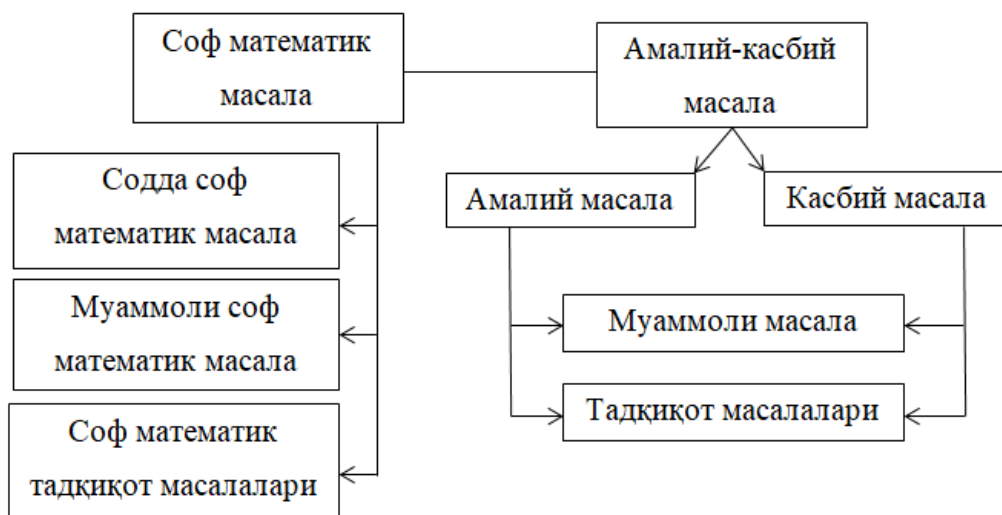 Соф математик
масала
Амалий-касбий
масала
Содда соф
математик масала
Амалий масала
Касбий масала
Муаммоли соф
математик масала
Муаммоли масала
Соф математик
тадқиқот масалалари
Тадқиқот масалалари